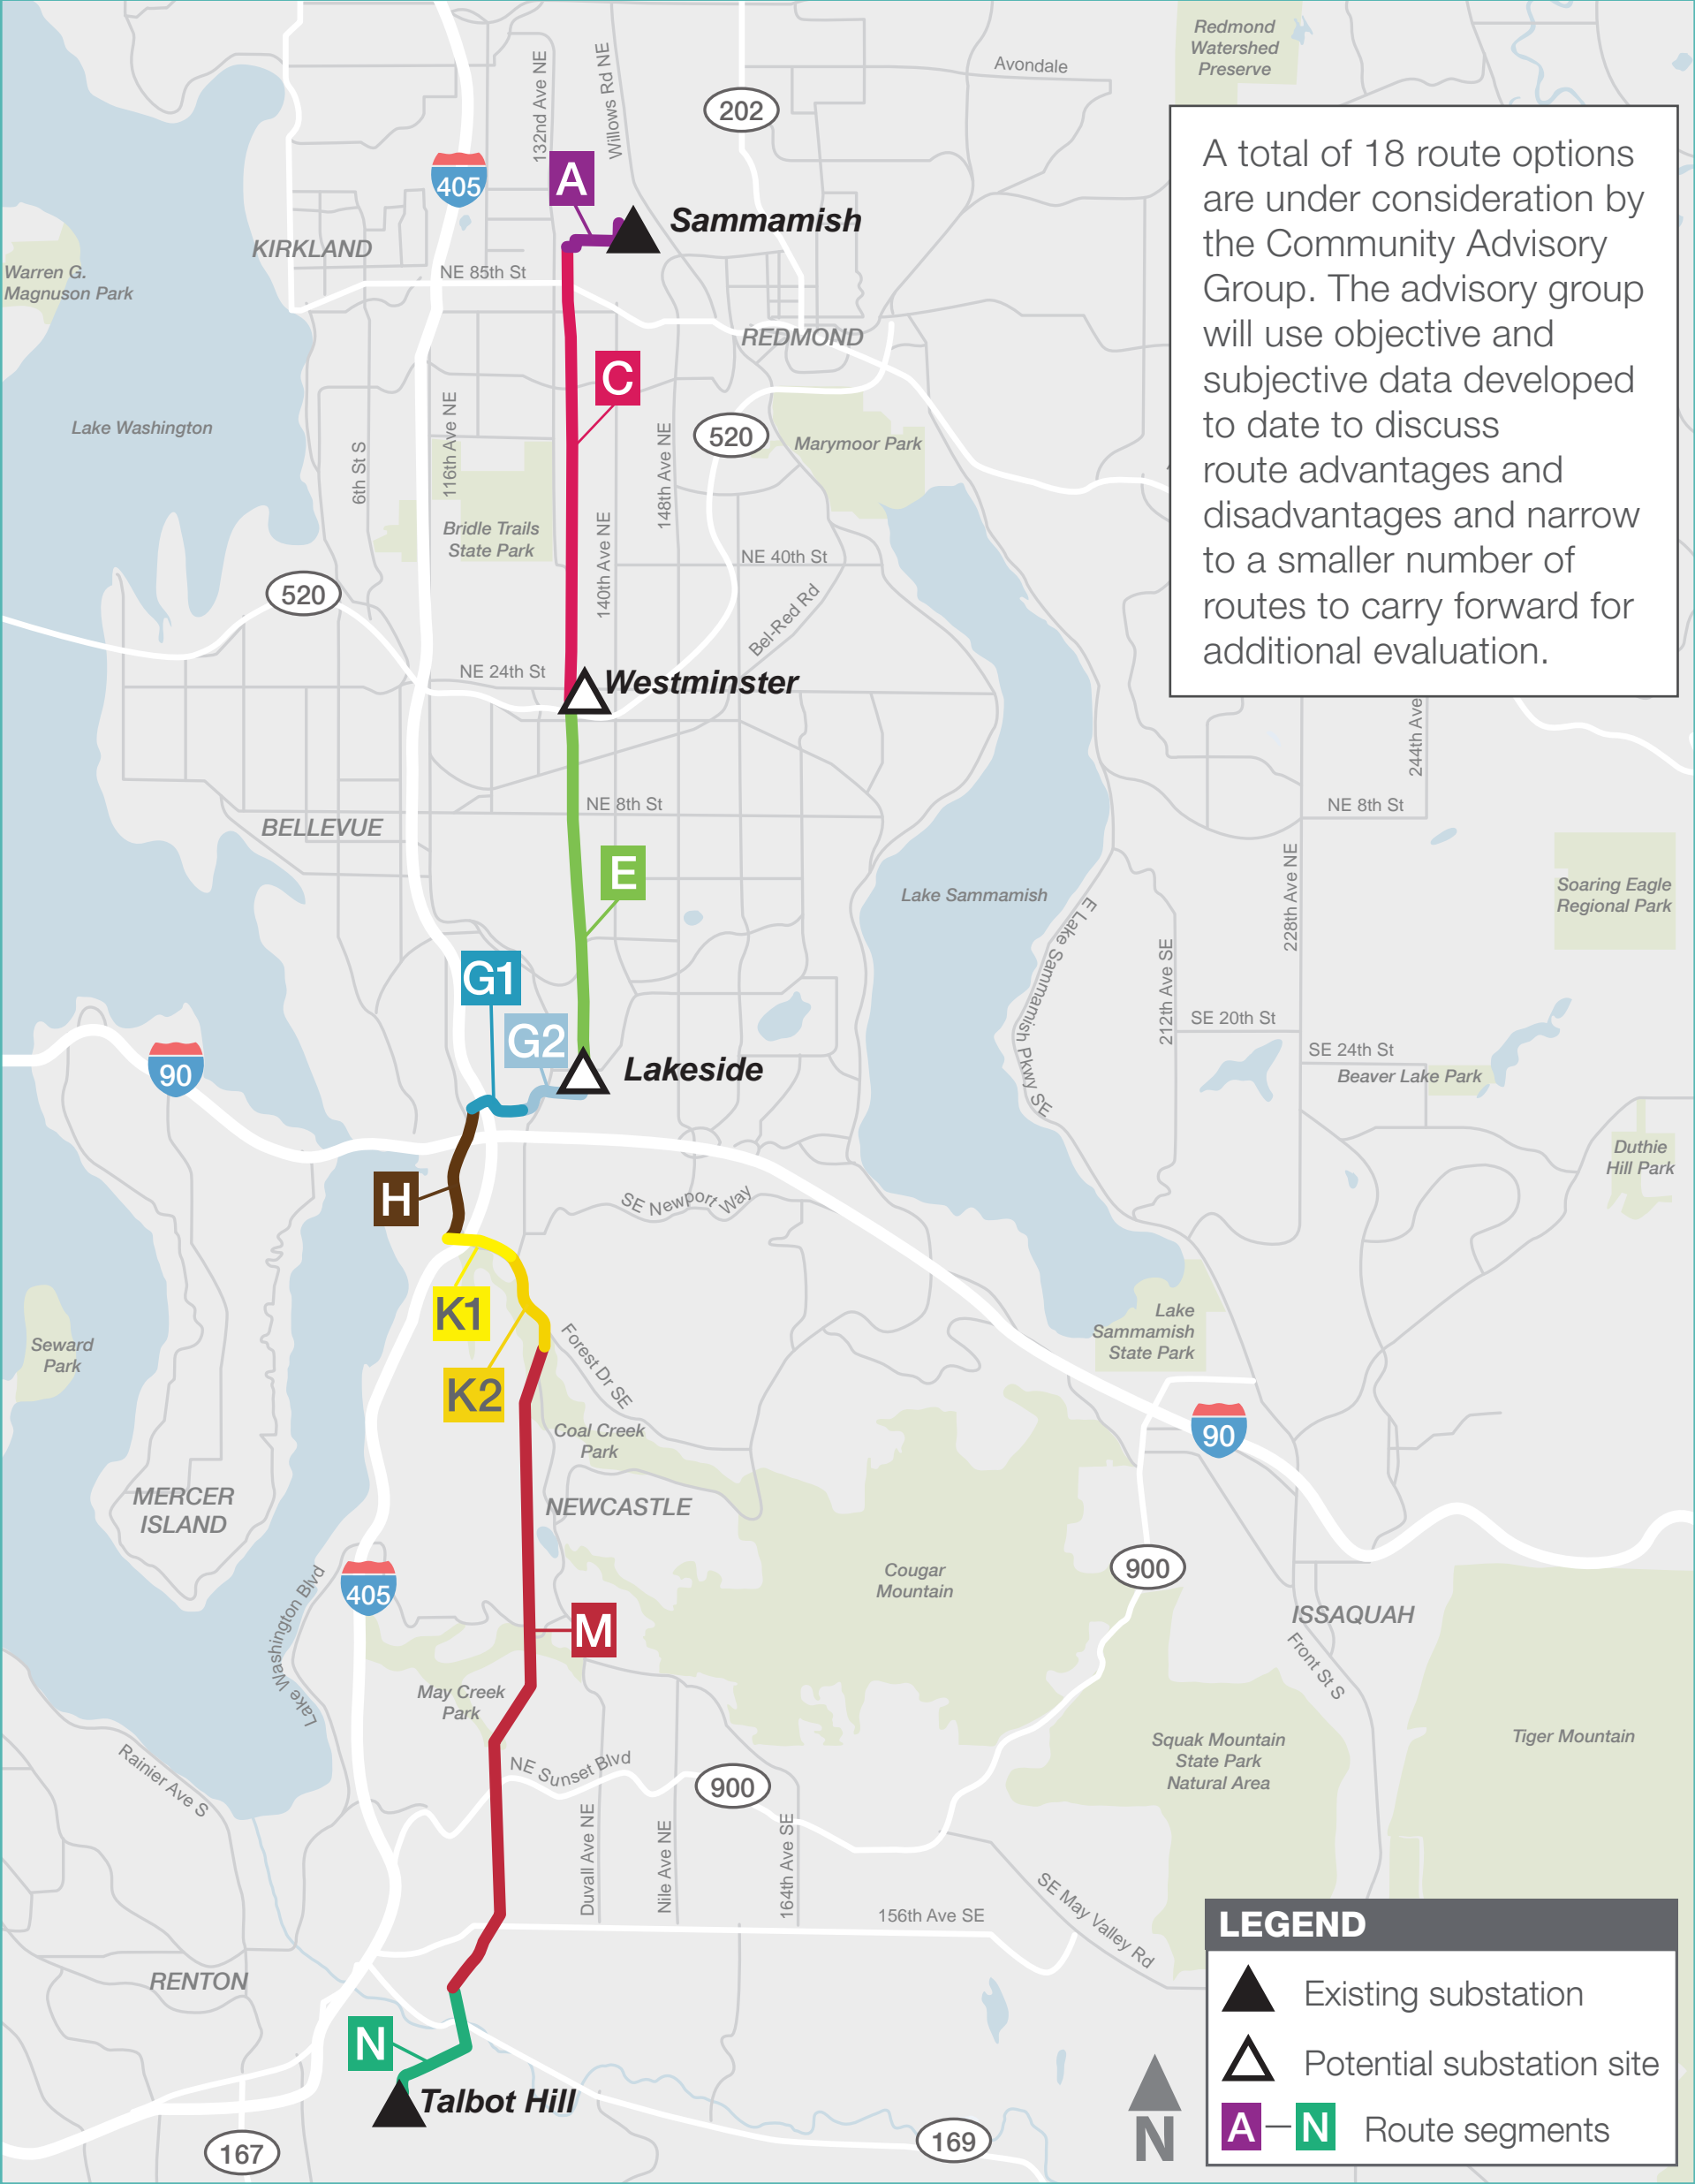 Redmond
Watershed
Preserve
Avondale
132nd Ave NE
Willows Rd NE
202
A total of 18 route options
are under consideration by
the Community Advisory
Group. The advisory group
will use objective and
subjective data developed
to date to discuss
route advantages and
disadvantages and narrow
to a smaller number of
routes to carry forward for
additional evaluation.
405
A
Sammamish
KIRKLAND
NE 85th St
Warren G.
Magnuson Park
REDMOND
C
Lake Washington
6th St S
116th Ave NE
148th Ave NE
520
Marymoor Park
Bridle Trails
State Park
140th Ave NE
NE 40th St
Bel-Red Rd
520
NE 24th St
Westminster
244th Ave
NE 8th St
NE 8th St
BELLEVUE
E
228th Ave NE
Soaring Eagle
Regional Park
Lake Sammamish
E Lake Sammamish Pkwy SE
212th Ave SE
G1
SE 20th St
G2
SE 24th St
90
Lakeside
Beaver Lake Park
Duthie
Hill Park
H
SE Newport Way
K1
Lake
Sammamish
State Park
Seward
Park
Forest Dr SE
K2
Coal Creek
Park
90
MERCER
ISLAND
NEWCASTLE
Cougar
Mountain
900
405
Lake Washington Blvd
ISSAQUAH
M
Front St S
May Creek
Park
Squak Mountain
State Park
Natural Area
Tiger Mountain
Rainier Ave S
NE Sunset Blvd
900
Duvall Ave NE
Nile Ave NE
164th Ave SE
156th Ave SE
SE May Valley Rd
LEGEND
RENTON
Existing substation
N
Potential substation site
Talbot Hill
N
A – N Route segments
167
169